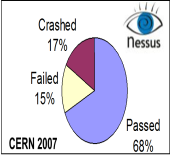 Crashed
17%
Nessus
Failed
15%
Passed
68%
CERN 2007